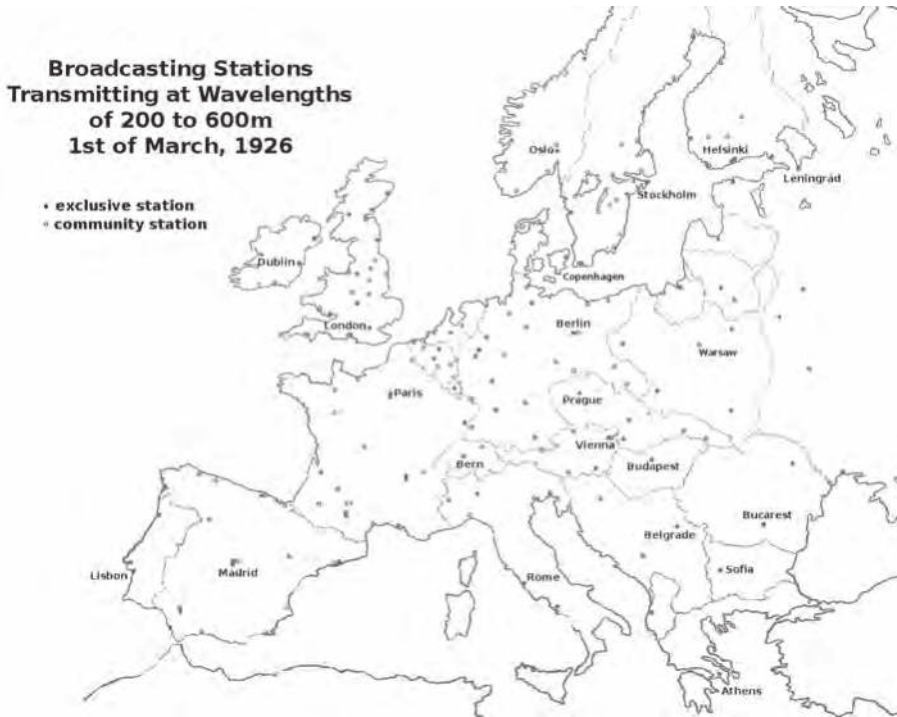 Broadcasting Stations
Transmitting at Wavelengths
of 200 to 600m
1st of March, 1926
• exclusive station
◦ community station
Oslo
Helsinki
Leningrad
Stockholm
Dublin
Copenhagen
London
Berlin
Warsaw
Paris
Prague
Vienna
Bern
Budapest
Bucarest
Belgrade
Lisbon
Madrid
Rome
Sofia
Athens